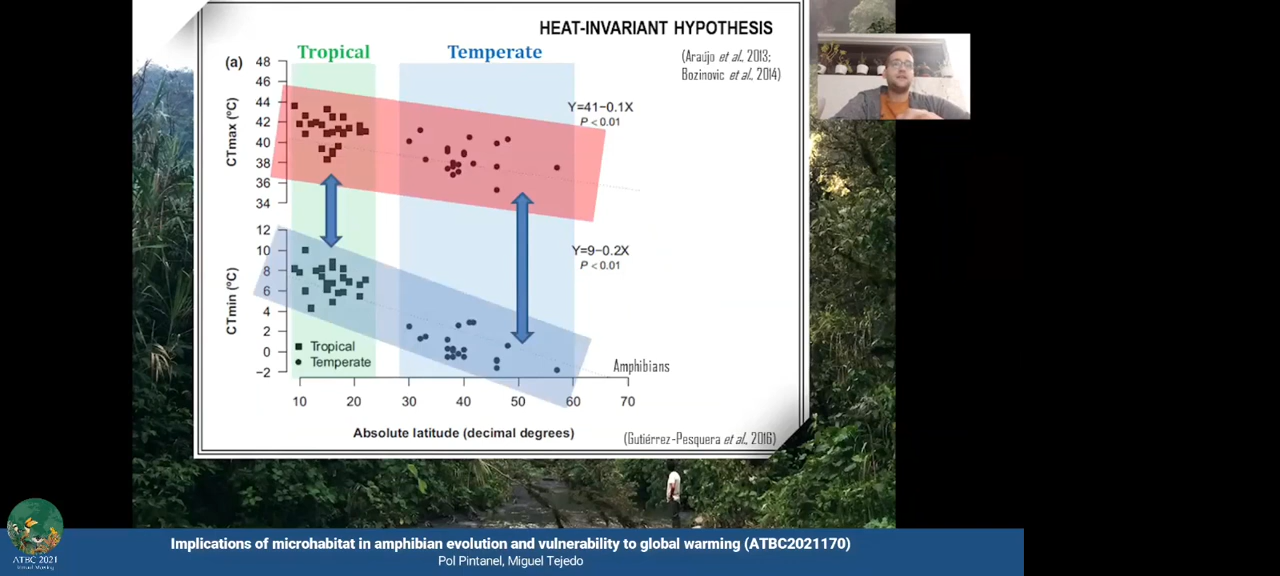 HEAT-INVARIANT HYPOTHESIS
Tropical
Temperate
(Araújo et al., 2013;
Bozinovic et al., 2014)
(a)
48
46
44
42
40
38
36
34
CTmax (ºC)
Y=41−0.1X
P < 0.01
12
10
8
6
4
2
0
−2
CTmin (ºC)
Y=9−0.2X
P < 0.01
Tropical
Temperate
Amphibians
10 20 30 40 50 60 70
Absolute latitude (decimal degrees)
(Gutiérrez-Pesquera et al., 2016)
ATBC 2021
Implications of microhabitat in amphibian evolution and vulnerability to global warming (ATBC2021170)
Pol Pintanel, Miguel Tejedo